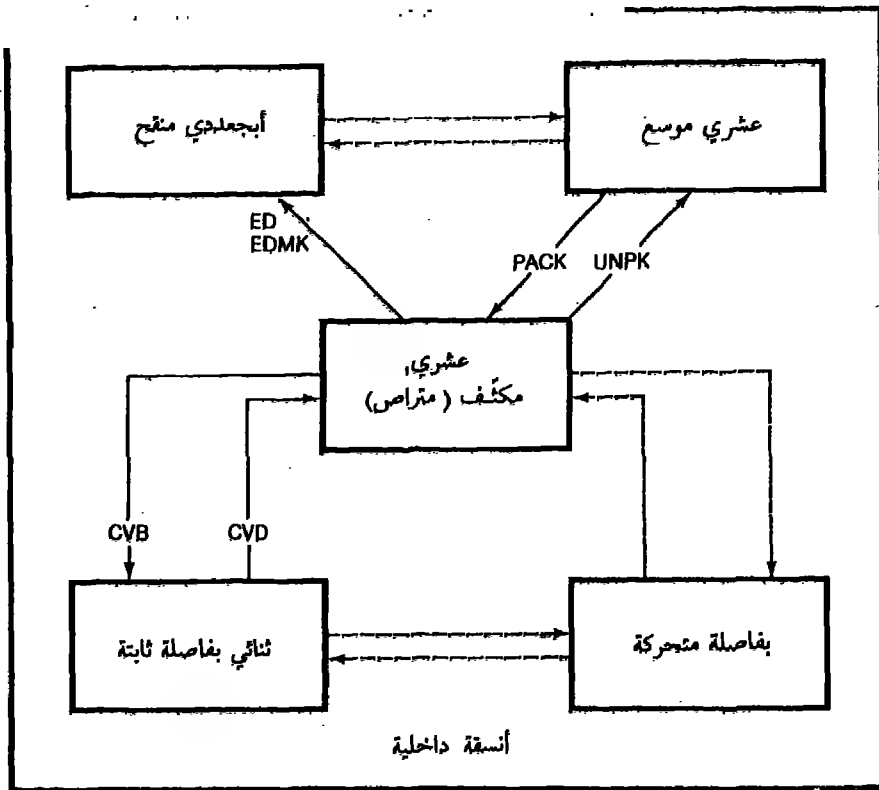 عشري موسع
أبجعددي منقح
ED
EDMK
PACK
UNPK
عشري
مكثّف (متراص)
CVB
CVD
بفاصلة متحركة
ثنائي بفاصلة ثابتة
أنسقة داخلية